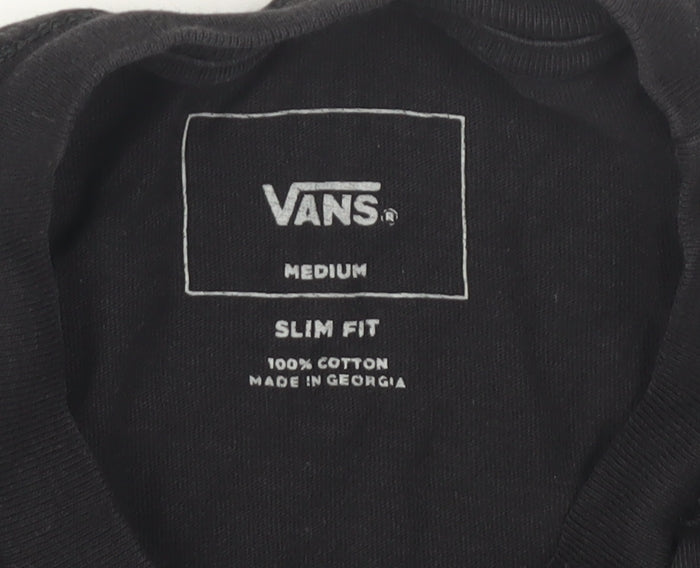 VANS®
MEDIUM
SLIM FIT
100% COTTON
MADE IN GEORGIA